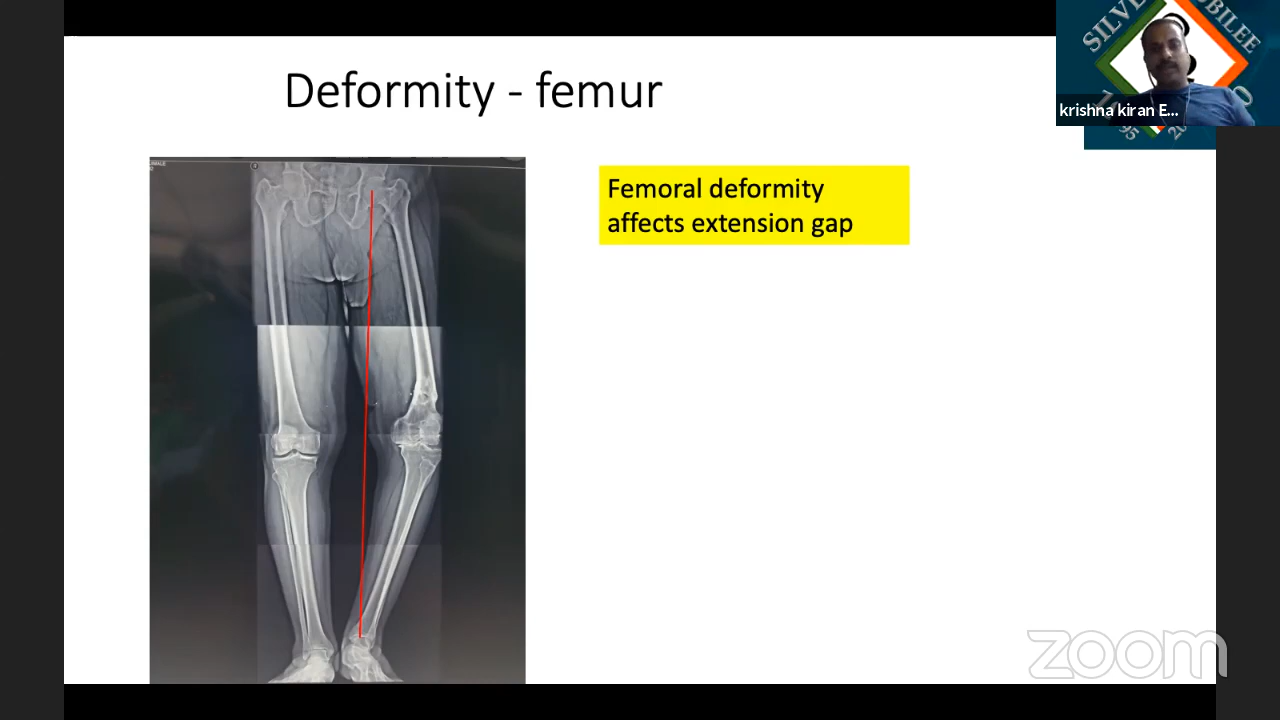 Deformity - femur
Femoral deformity
affects extension gap
krishna kiran E...
zoom